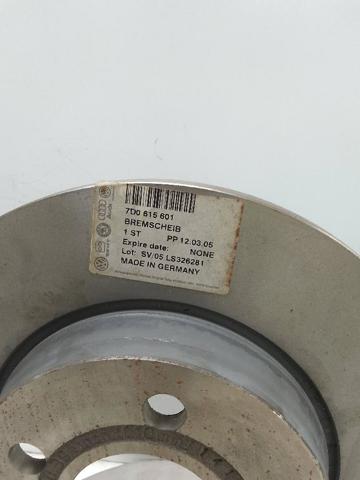 Audi
7D0 615 601
BREMSCHEIB
1 ST PP 12.03.05
Expire date: NONE
Lot: SV/05 LS326281
MADE IN GERMANY